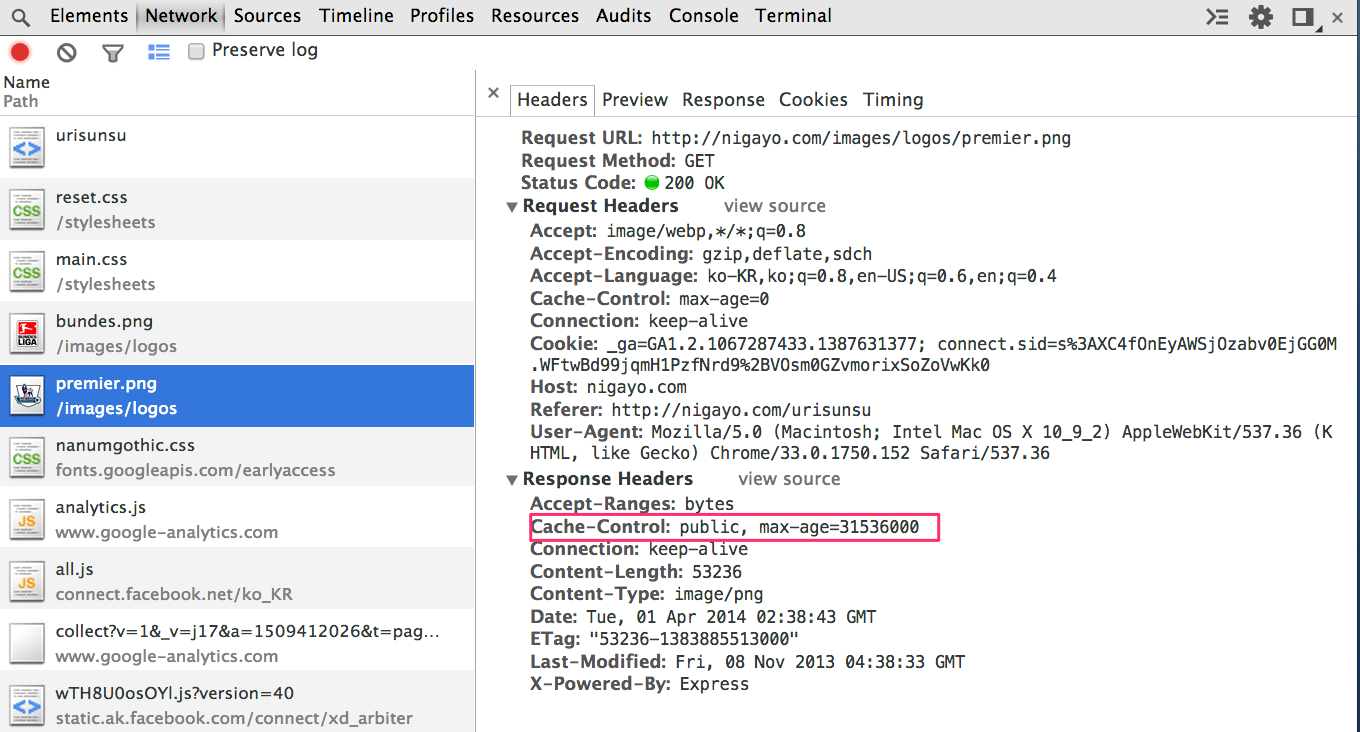 Elements Network Sources Timeline Profiles Resources Audits Console Terminal
Preserve log
Name
Path
urisunsu
reset.css
/stylesheets
main.css
/stylesheets
bundes.png
/images/logos
premier.png
/images/logos
nanumgothic.css
fonts.googleapis.com/earlyaccess
analytics.js
www.google-analytics.com
all.js
connect.facebook.net/ko_KR
collect?v=1&_v=j17&a=1509412026&t=pag...
www.google-analytics.com
wTH8U0osOYl.js?version=40
static.ak.facebook.com/connect/xd_arbiter
Headers Preview Response Cookies Timing
Request URL: http://nigayo.com/images/logos/premier.png
Request Method: GET
Status Code: 200 OK
Request Headers view source
Accept: image/webp,*/*;q=0.8
Accept-Encoding: gzip,deflate,sdch
Accept-Language: ko-KR,ko;q=0.8,en-US;q=0.6,en;q=0.4
Cache-Control: max-age=0
Connection: keep-alive
Cookie: _ga=GA1.2.1067287433.1387631377; connect.sid=s%3AXC4fOnEyAWSjOzabv0EjGG0M
.WFtwBd99jqmH1PzfNrd9%2BVOsm0GZvmorixSoZoVwKk0
Host: nigayo.com
Referer: http://nigayo.com/urisunsu
User-Agent: Mozilla/5.0 (Macintosh; Intel Mac OS X 10_9_2) AppleWebKit/537.36 (K
HTML, like Gecko) Chrome/33.0.1750.152 Safari/537.36
Response Headers view source
Accept-Ranges: bytes
Cache-Control: public, max-age=31536000
Connection: keep-alive
Content-Length: 53236
Content-Type: image/png
Date: Tue, 01 Apr 2014 02:38:43 GMT
ETag: "53236-1383885513000"
Last-Modified: Fri, 08 Nov 2013 04:38:33 GMT
X-Powered-By: Express
CSS
CSS
BUNDES
LIGA
CSS
JS
JS